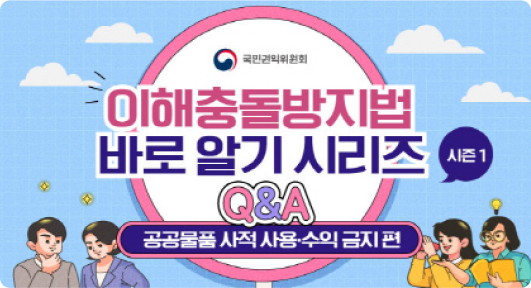 국민권익위원회
이해충돌방지법
바로 알기 시리즈
시즌 1
Q&A
공공물품 사적 사용·수익 금지 편